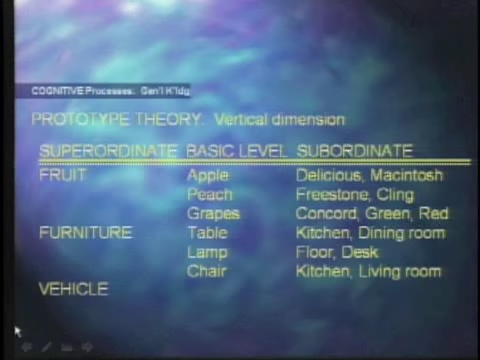 COGNITIVE Processes: Gen'l K'ldg
PROTOTYPE THEORY: Vertical dimension
SUPERORDINATE BASIC LEVEL SUBORDINATE
FRUIT Apple Delicious, Macintosh
Peach Freestone, Cling
Grapes Concord, Green, Red
FURNITURE Table Kitchen, Dining room
Lamp Floor, Desk
Chair Kitchen, Living room
VEHICLE